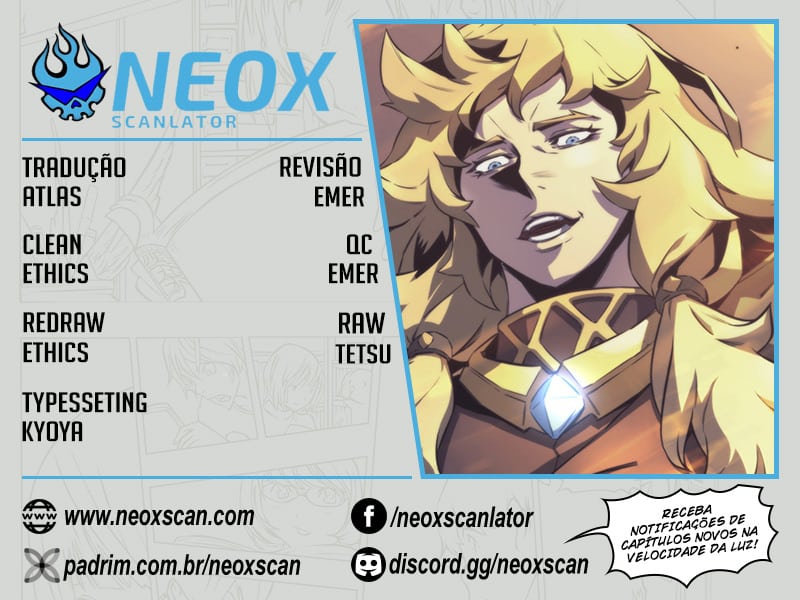 NEOX
SCANLATOR
TRADUÇÃO
ATLAS
REVISÃO
EMER
CLEAN
ETHICS
QC
EMER
REDRAW
ETHICS
RAW
TETSU
TYPESSETING
KYOYA
www
www.neoxscan.com
/neoxscanlator
padrim.com.br/neoxscan
discord.gg/neoxscan
RECEBA
NOTIFICAÇÕES DE
CAPÍTULOS NOVOS NA
VELOCIDADE DA LUZ!